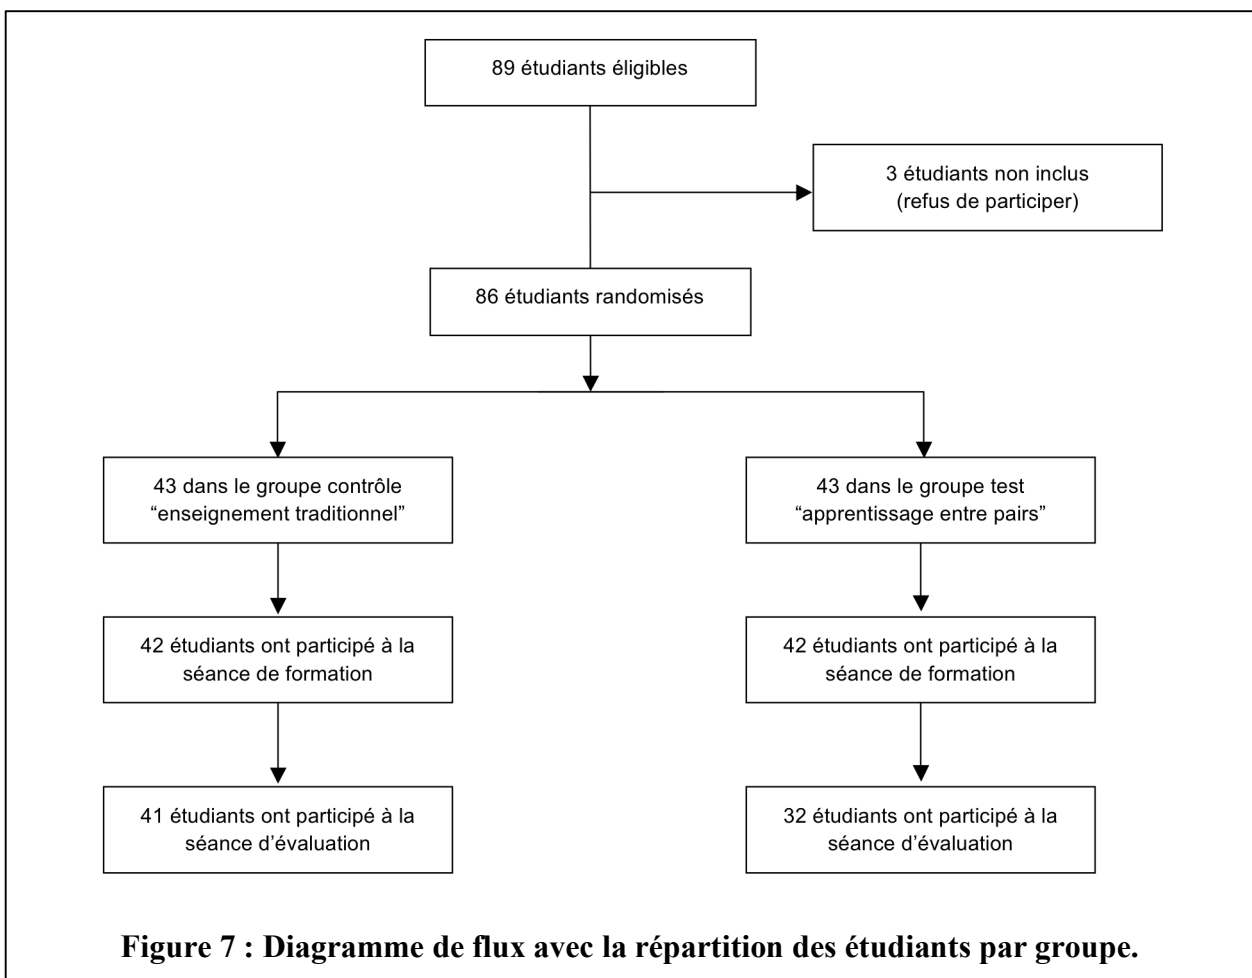 89 étudiants éligibles
3 étudiants non inclus
(refus de participer)
86 étudiants randomisés
43 dans le groupe contrôle
“enseignement traditionnel”
43 dans le groupe test
“apprentissage entre pairs”
42 étudiants ont participé à la
séance de formation
42 étudiants ont participé à la
séance de formation
41 étudiants ont participé à la
séance d’évaluation
32 étudiants ont participé à la
séance d’évaluation
Figure 7 : Diagramme de flux avec la répartition des étudiants par groupe.